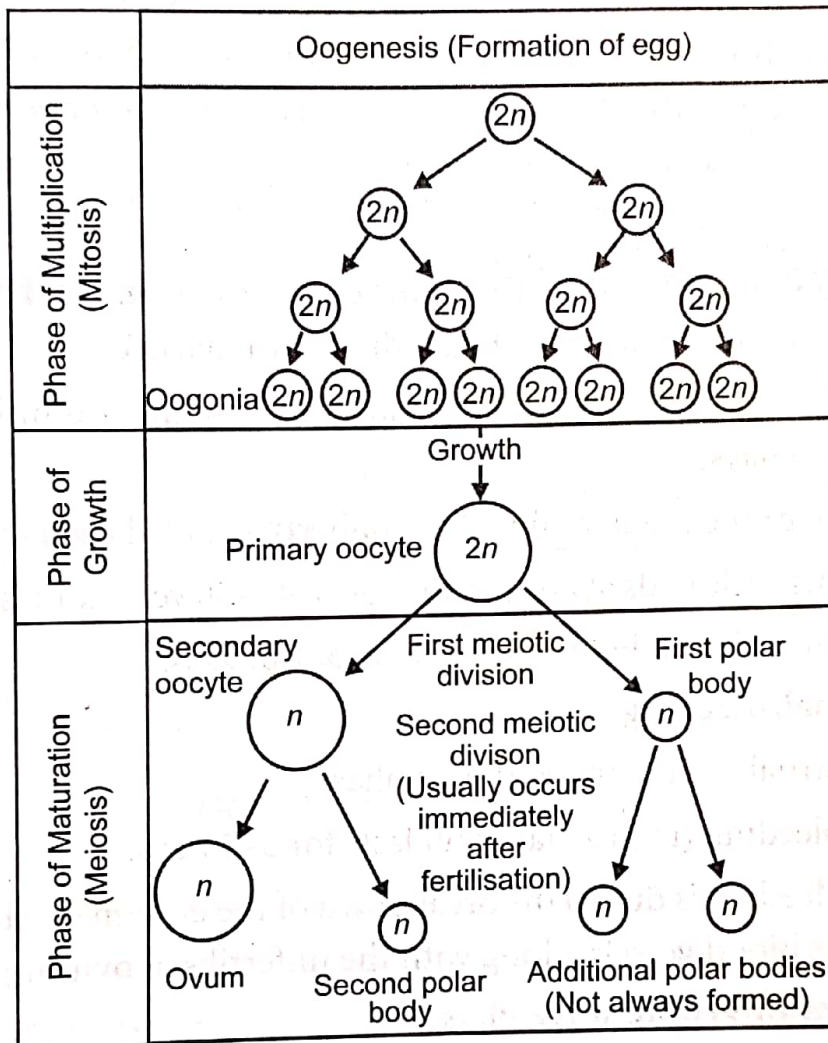 Oogenesis (Formation of egg)
Phase of Multiplication
(Mitosis)
2n
2n 2n
2n 2n 2n 2n
Oogonia 2n 2n 2n 2n 2n 2n 2n 2n
Phase of
Growth
Growth
Primary oocyte 2n
Phase of Maturation
(Meiosis)
Secondary
oocyte
n
First meiotic
division
First polar
body
n
Second meiotic
divison
(Usually occurs
immediately
after
fertilisation)
n
Ovum
n
Second polar
body
n n
Additional polar bodies
(Not always formed)